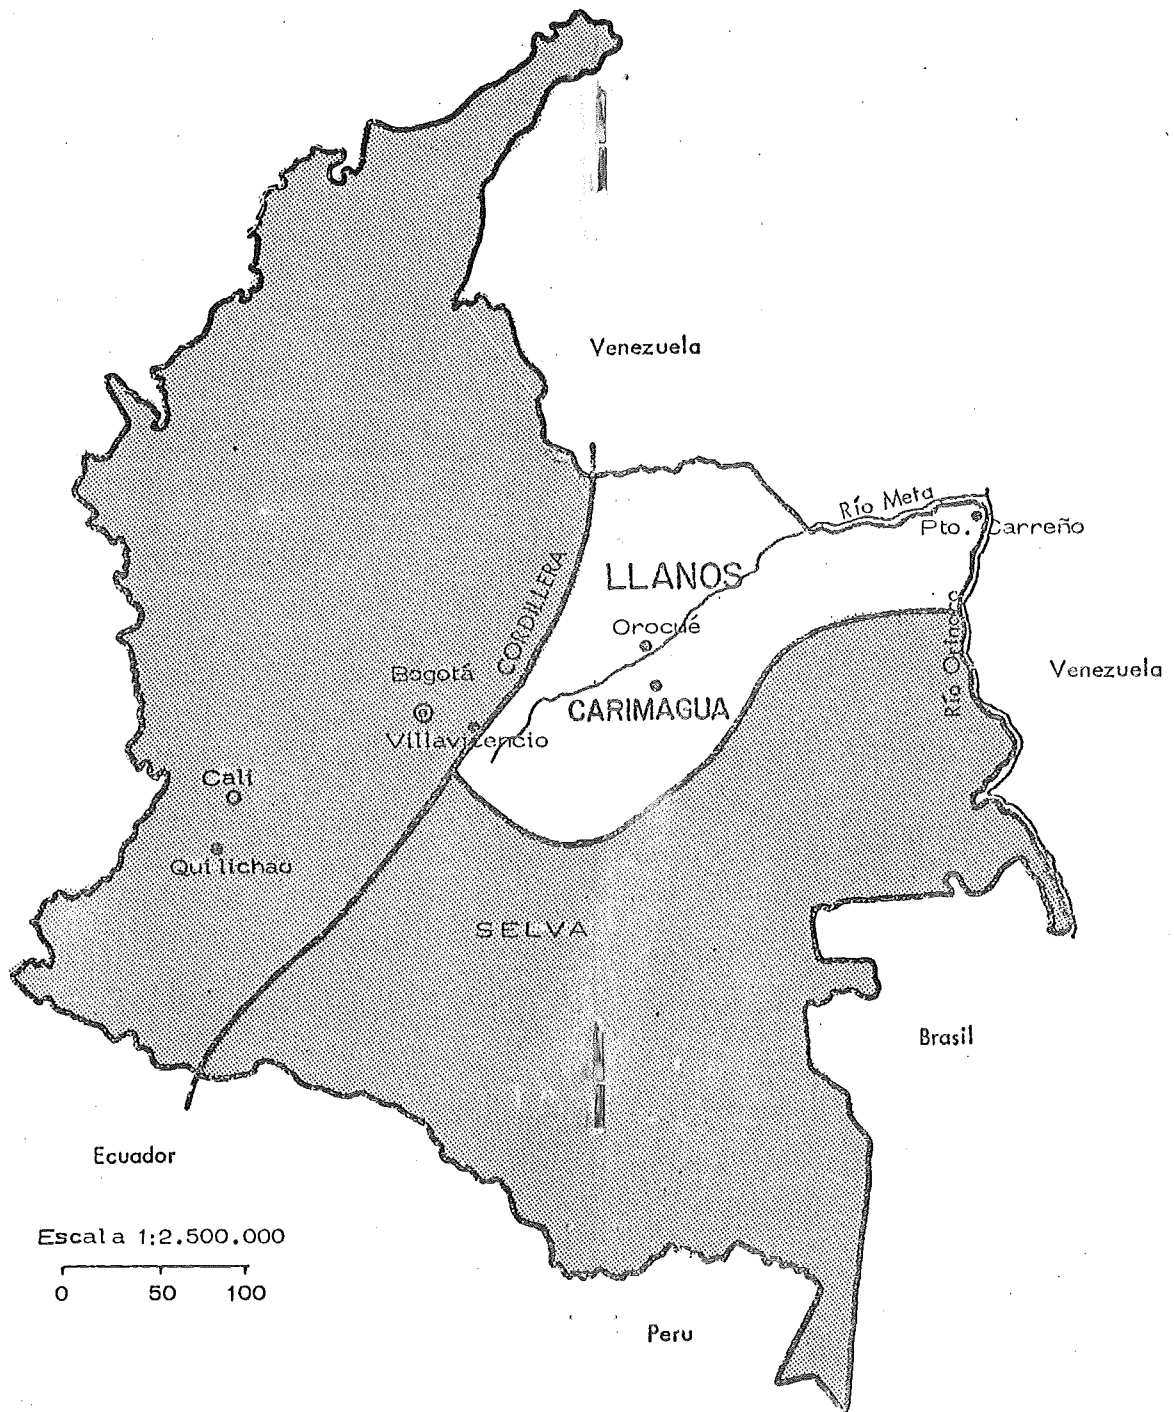 Venezuela
Río Meta
Pto. Carreño
CORDILLERA
LLANOS
Orocué
Río Orinoco
Bogotá
Venezuela
CARIMAGUA
Villavicencio
Cali
Quilichao
SELVA
Brasil
Ecuador
Escala 1:2.500.000
0 50 100
Peru